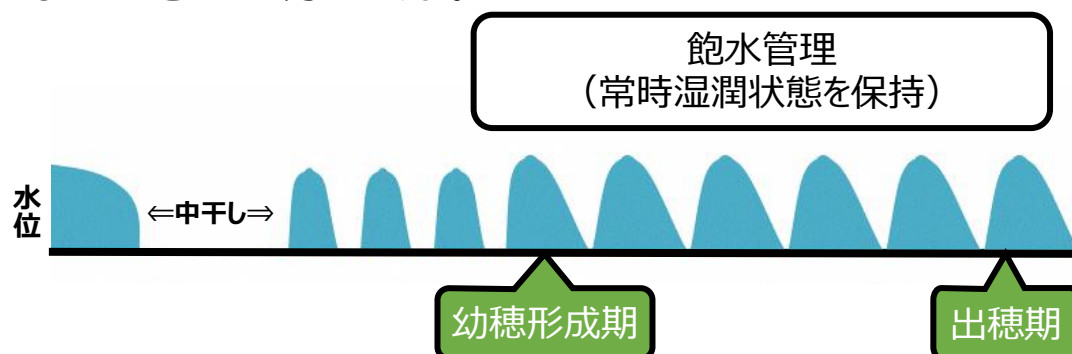 飽水管理
（常時湿潤状態を保持）
水位
⇐中干し⇒
幼穂形成期
出穂期